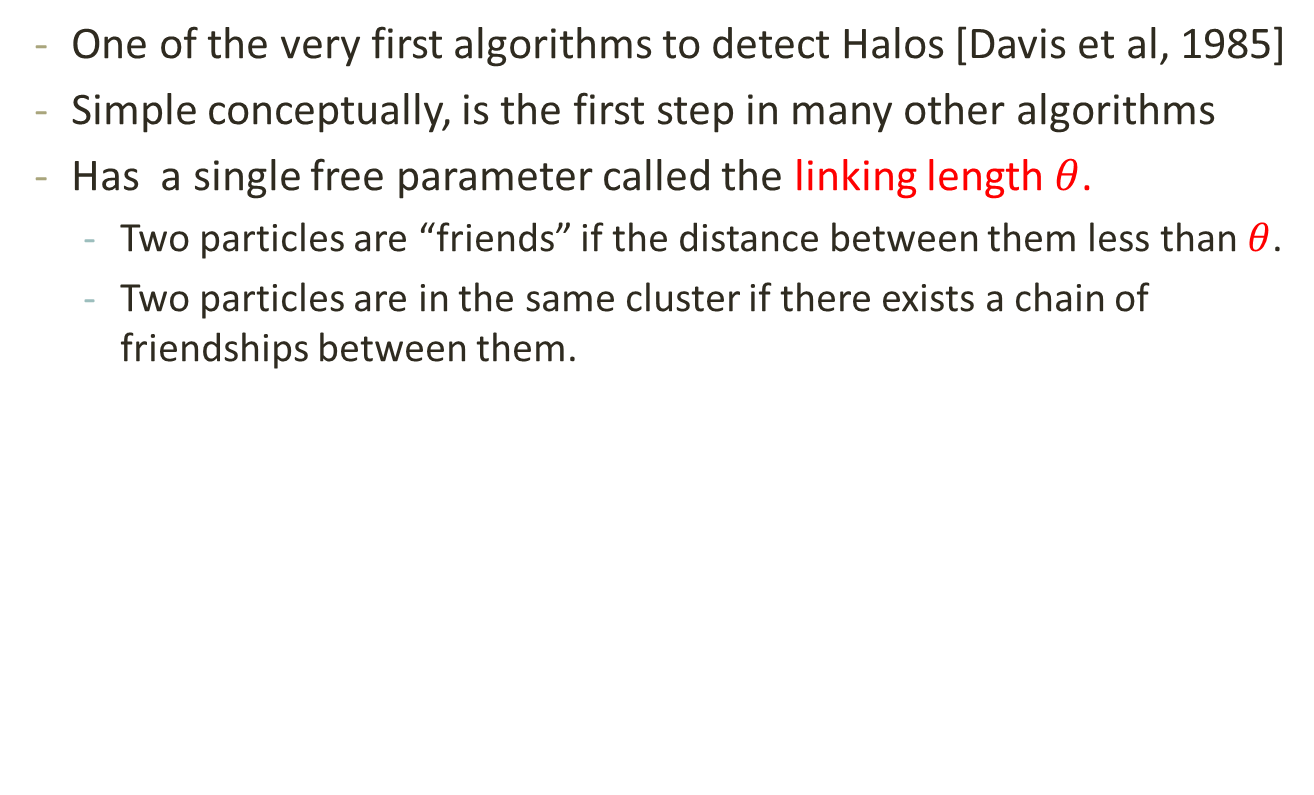 - One of the very first algorithms to detect Halos [Davis et al, 1985]
- Simple conceptually, is the first step in many other algorithms
- Has  a single free parameter called the linking length θ.
- Two particles are “friends” if the distance between them less than θ.
- Two particles are in the same cluster if there exists a chain of
friendships between them.